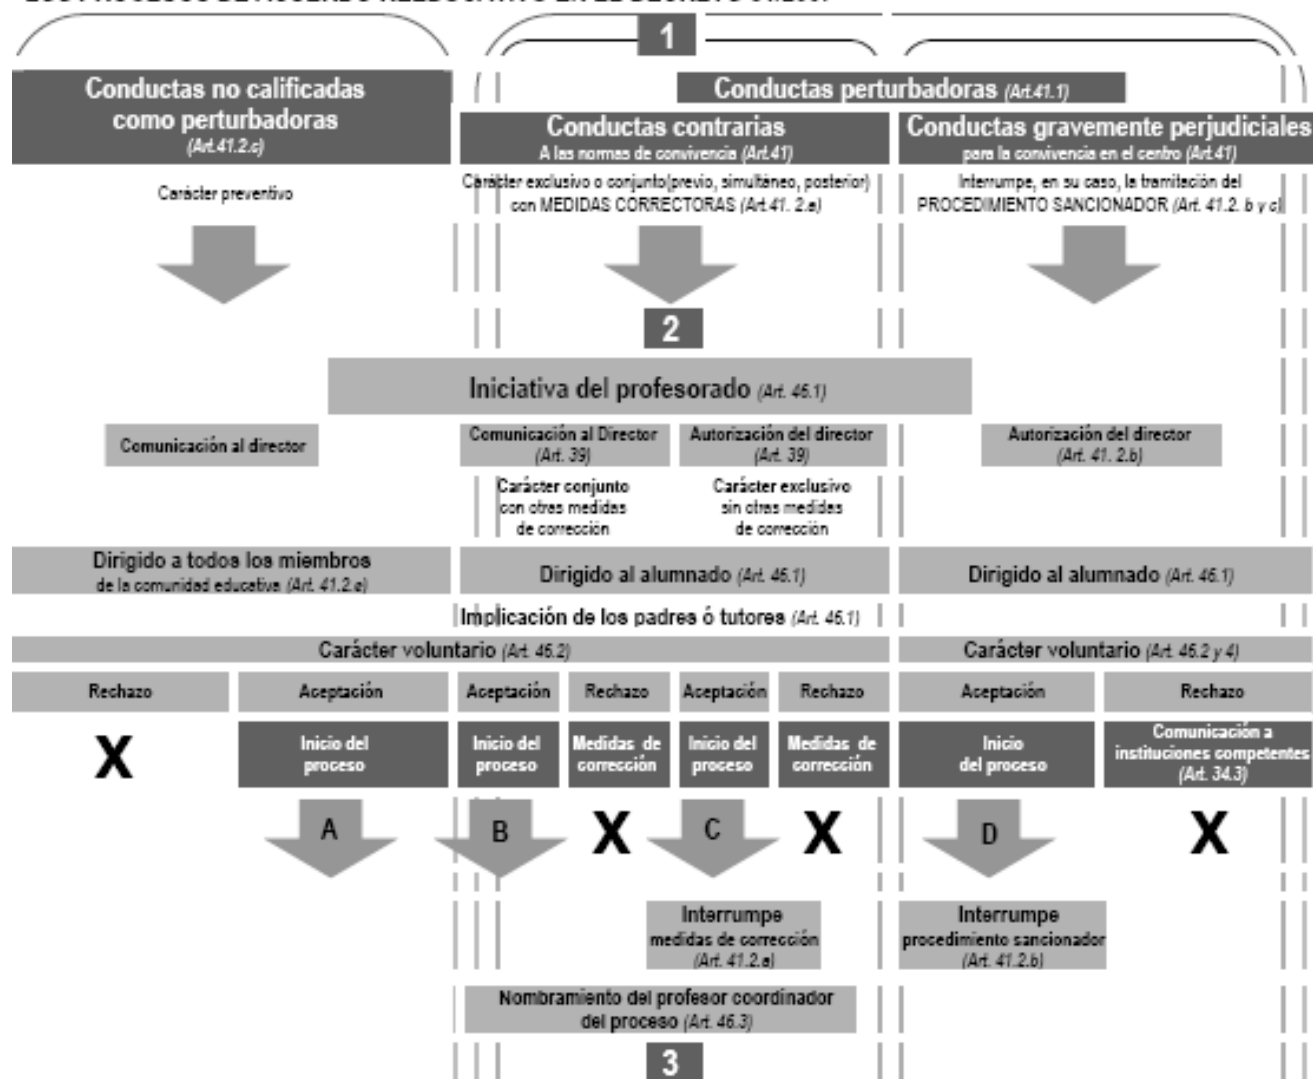 1
Conductas no calificadas
como perturbadoras
(Art.41.2.c)
Conductas perturbadoras (Art.41.1)
Conductas contrarias
A las normas de convivencia (Art.41)
Conductas gravemente perjudiciales
para la convivencia en el centro (Art.41)
Carácter preventivo
Carácter exclusivo o conjunto(previo, simultáneo, posterior)
con MEDIDAS CORRECTORAS (Art.41. 2.a)
Interrumpe, en su caso, la tramitación del
PROCEDIMIENTO SANCIONADOR (Art. 41.2. b y c)
2
Iniciativa del profesorado (Art. 46.1)
Comunicación al director
Comunicación al Director
(Art. 39)
Autorización del director
(Art. 39)
Autorización del director
(Art. 41. 2.b)
Carácter conjunto
con otras medidas
de corrección
Carácter exclusivo
sin otras medidas
de corrección
Dirigido a todos los miembros
de la comunidad educativa (Art. 41.2.e)
Dirigido al alumnado (Art. 46.1)
Dirigido al alumnado (Art. 46.1)
Implicación de los padres ó tutores (Art. 46.1)
Carácter voluntario (Art. 46.2)
Carácter voluntario (Art. 46.2 y 4)
Rechazo
Aceptación
Aceptación
Rechazo
Aceptación
Rechazo
Aceptación
Rechazo
X
Inicio del
proceso
Inicio del
proceso
Medidas de
corrección
Inicio del
proceso
Medidas de
corrección
Inicio
del proceso
Comunicación a
instituciones competentes
(Art. 34.3)
A
B
X
C
X
D
X
Interrumpe
medidas de corrección
(Art. 41.2.a)
Interrumpe
procedimiento sancionador
(Art. 41.2.b)
Nombramiento del profesor coordinador
del proceso (Art. 46.3)
3